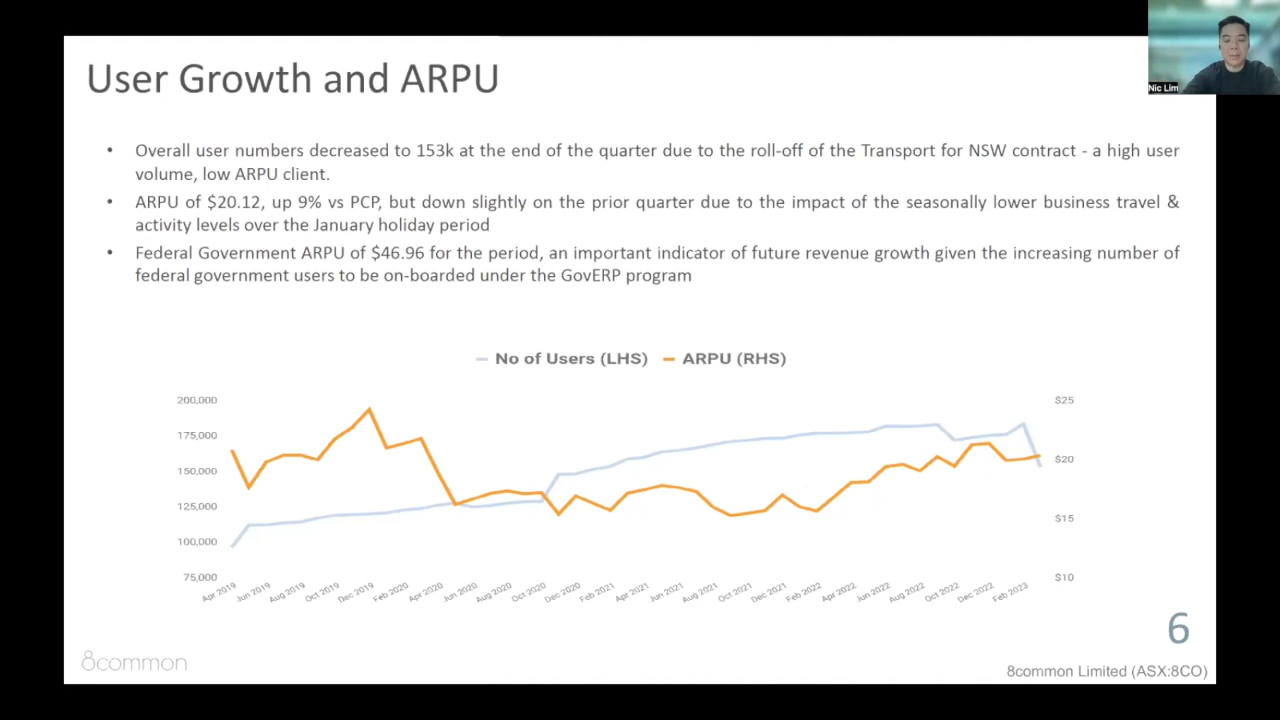 User Growth and ARPU
Nic Lim
• Overall user numbers decreased to 153k at the end of the quarter due to the roll-off of the Transport for NSW contract - a high user
volume, low ARPU client.
• ARPU of $20.12, up 9% vs PCP, but down slightly on the prior quarter due to the impact of the seasonally lower business travel &
activity levels over the January holiday period
• Federal Government ARPU of $46.96 for the period, an important indicator of future revenue growth given the increasing number of
federal government users to be on-boarded under the GovERP program
No of Users (LHS) ARPU (RHS)
200,000 $25
175,000
150,000 $20
125,000 $15
100,000
75,000 $10
Apr 2019 Jun 2019 Aug 2019 Oct 2019 Dec 2019 Feb 2020 Apr 2020 Jun 2020 Aug 2020 Oct 2020 Dec 2020 Feb 2021 Apr 2021 Jun 2021 Aug 2021 Oct 2021 Dec 2021 Feb 2022 Apr 2022 Jun 2022 Aug 2022 Oct 2022 Dec 2022 Feb 2023
6
8common
8common Limited (ASX:8CO)